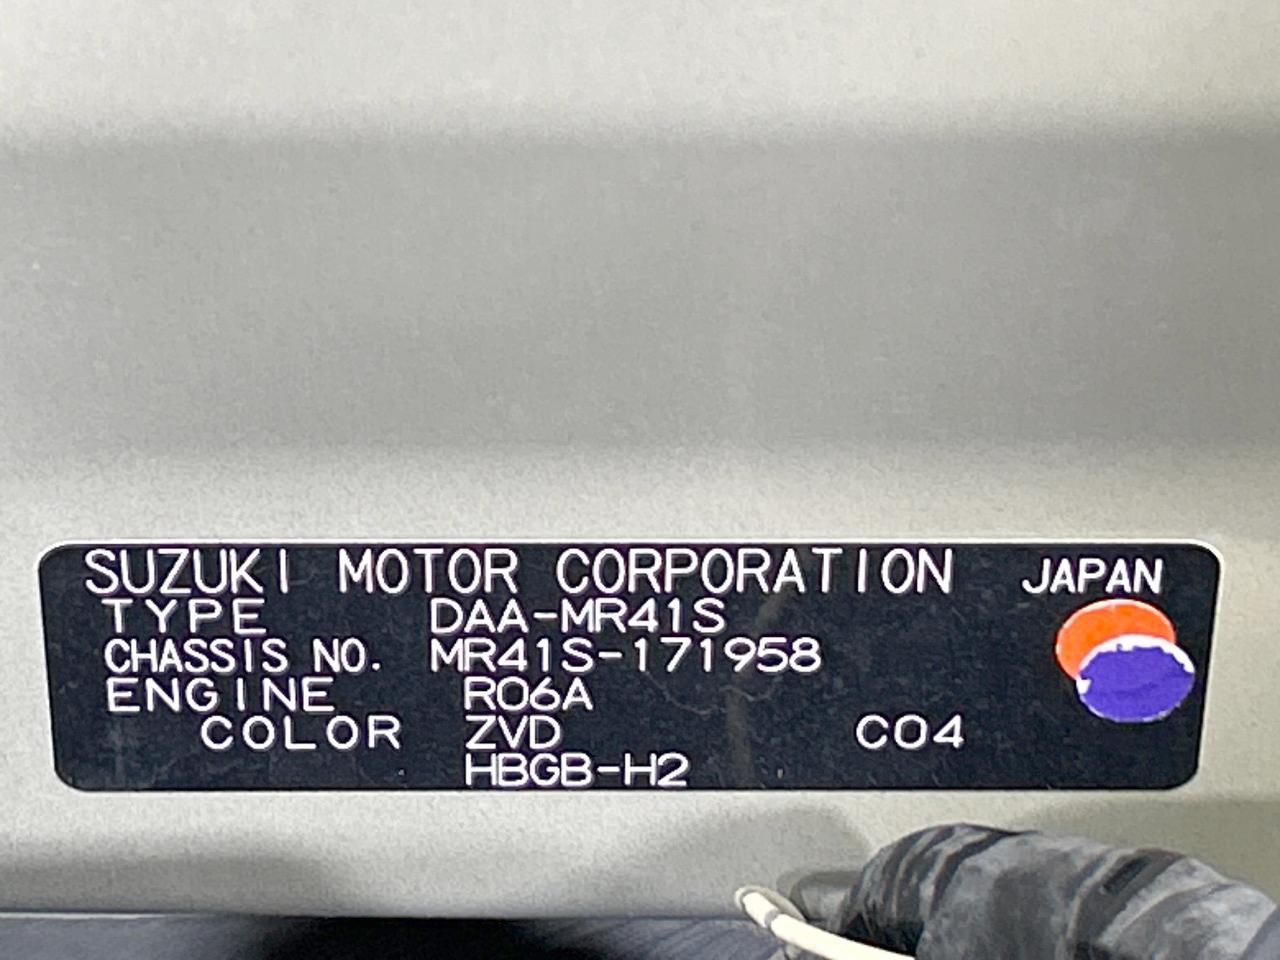 SUZUKI MOTOR CORPORATION JAPAN
TYPE DAA-MR41S
CHASSIS NO. MR41S-171958
ENGINE R06A
COLOR ZVD C04
HBGB-H2